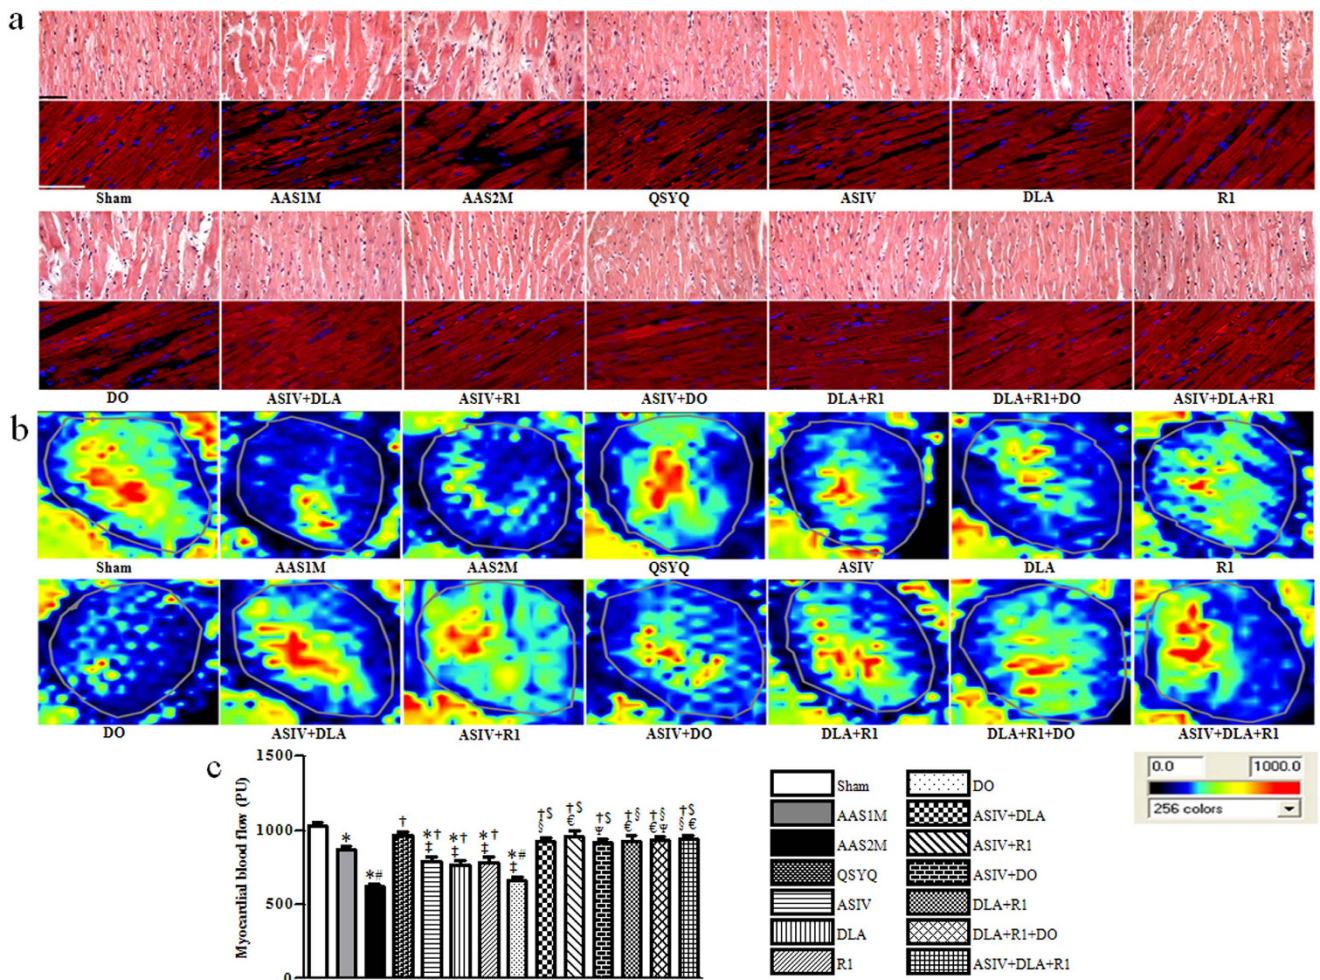 a
Sham AAS1M AAS2M QSYQ ASIV DLA R1
DO ASIV+DLA ASIV+R1 ASIV+DO DLA+R1 DLA+R1+DO ASIV+DLA+R1
b
Sham AAS1M AAS2M QSYQ ASIV DLA R1
DO ASIV+DLA ASIV+R1 ASIV+DO DLA+R1 DLA+R1+DO ASIV+DLA+R1
c
Myocardial blood flow (PU)
1500
1000
500
0
* *# † *† ‡ *† ‡ *† ‡ *# ‡ †$ § †$ € †$ Ψ †§ € †§ €Ψ †$ §€
Sham DO
AAS1M ASIV+DLA
AAS2M ASIV+R1
QSYQ ASIV+DO
ASIV DLA+R1
DLA DLA+R1+DO
R1 ASIV+DLA+R1
0.0 1000.0
256 colors